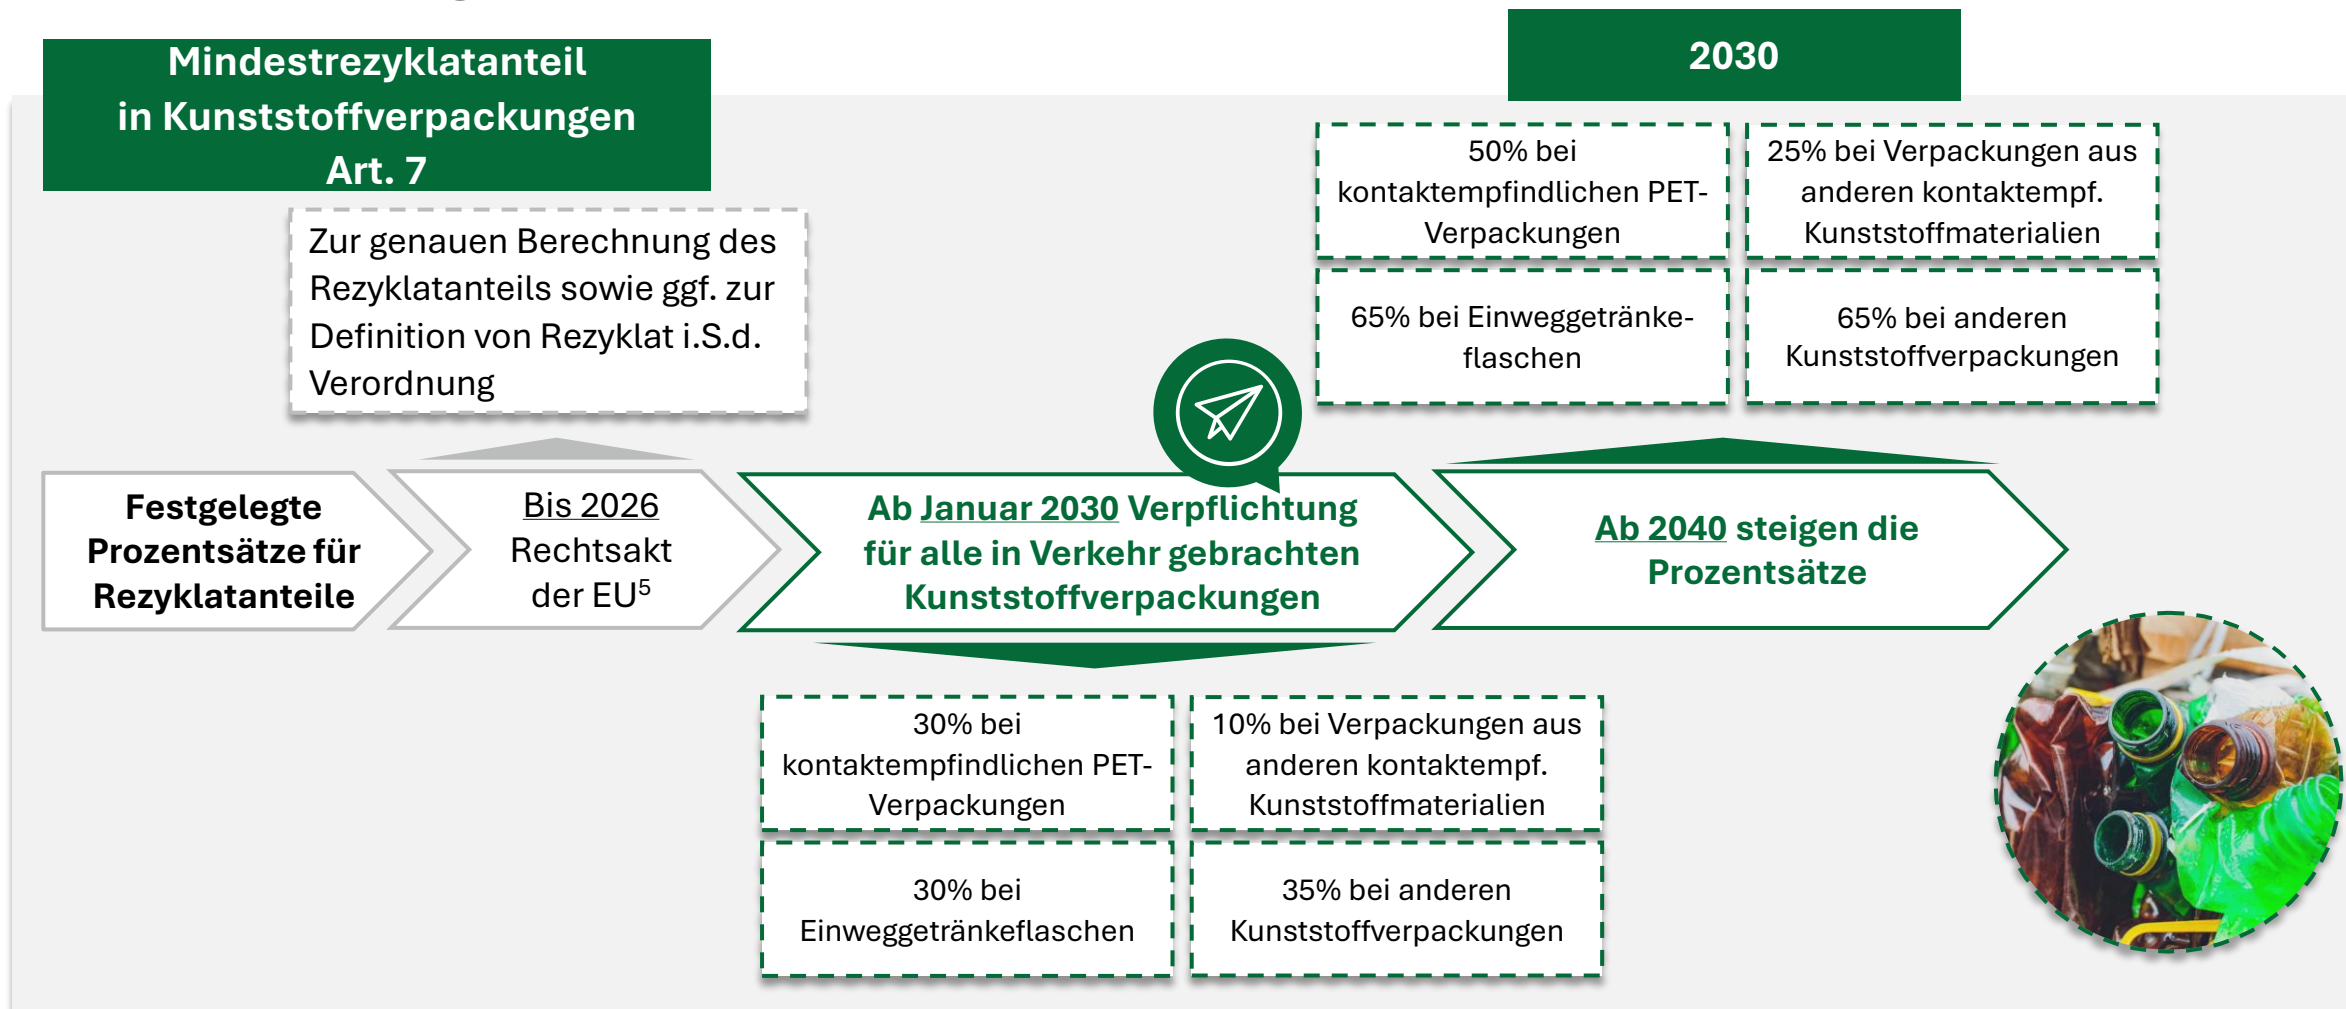 Mindestrezyklatanteil
in Kunststoffverpackungen
Art. 7
2030
50% bei
kontaktempfindlichen PET-
Verpackungen
25% bei Verpackungen aus
anderen kontaktempf.
Kunststoffmaterialien
65% bei Einweggetränke-
flaschen
65% bei anderen
Kunststoffverpackungen
Zur genauen Berechnung des
Rezyklatanteils sowie ggf. zur
Definition von Rezyklat i.S.d.
Verordnung
Festgelegte
Prozentsätze für
Rezyklatanteile
Bis 2026
Rechtsakt
der EU⁵
Ab Januar 2030 Verpflichtung
für alle in Verkehr gebrachten
Kunststoffverpackungen
Ab 2040 steigen die
Prozentsätze
30% bei
kontaktempfindlichen PET-
Verpackungen
10% bei Verpackungen aus
anderen kontaktempf.
Kunststoffmaterialien
30% bei
Einweggetränkeflaschen
35% bei anderen
Kunststoffverpackungen